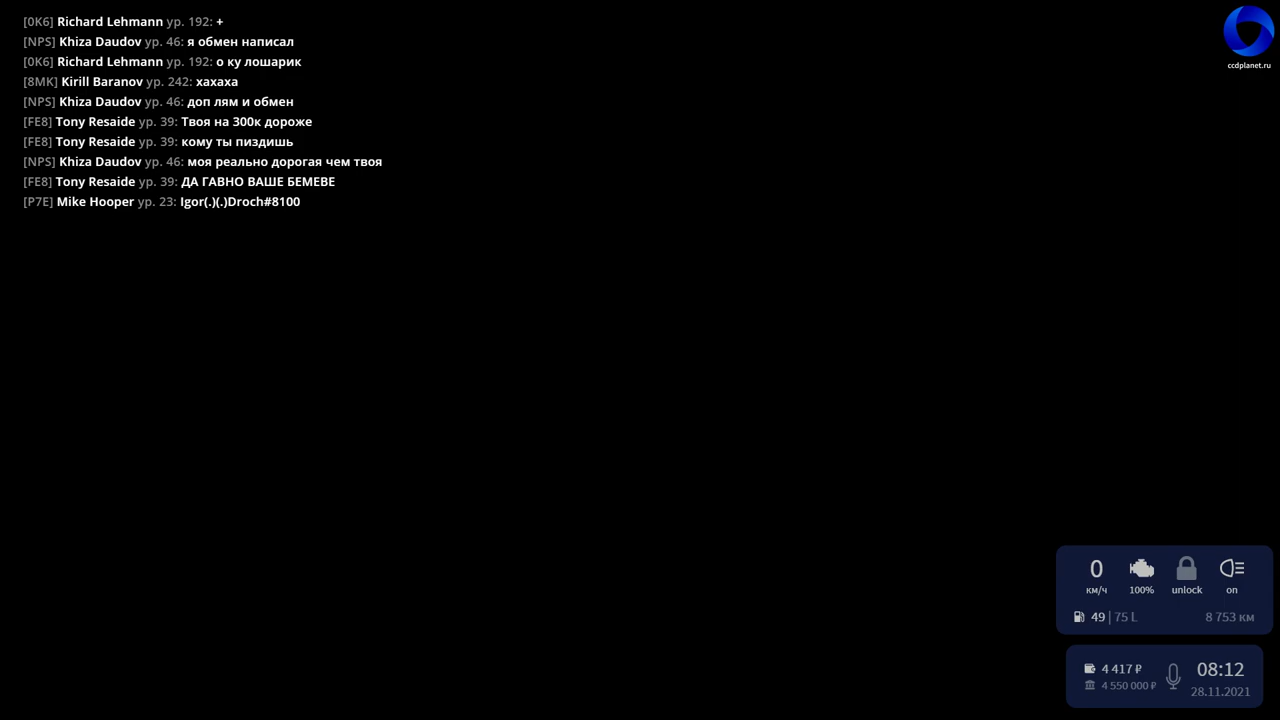 [0K6] Richard Lehmann ур. 192: +
[NPS] Khiza Daudov ур. 46: я обмен написал
[0K6] Richard Lehmann ур. 192: о ку лошарик
[8MK] Kirill Baranov ур. 242: хахаха
[NPS] Khiza Daudov ур. 46: доп лям и обмен
[FE8] Tony Resaide ур. 39: Твоя на 300к дороже
[FE8] Tony Resaide ур. 39: кому ты пиздишь
[NPS] Khiza Daudov ур. 46: моя реально дорогая чем твоя
[FE8] Tony Resaide ур. 39: ДА ГАВНО ВАШЕ БЕМЕВЕ
[P7E] Mike Hooper ур. 23: Igor(.)(.)Droch#8100
ccdplanet.ru
0
км/ч 100% unlock on
49 | 75 L 8 753 км
4 417 ₽ 08:12
4 550 000 ₽ 28.11.2021